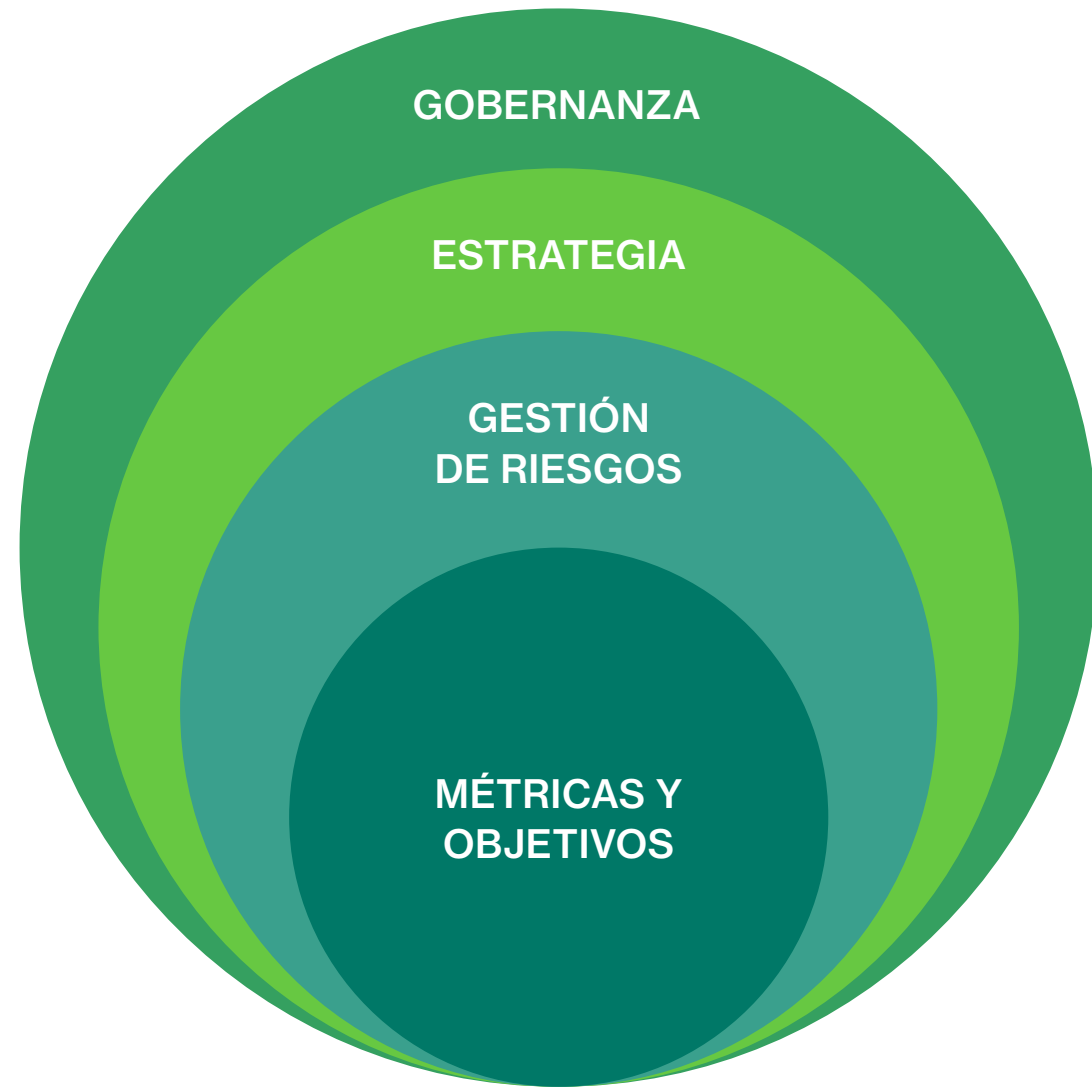 GOBERNANZA
ESTRATEGIA
GESTIÓN
DE RIESGOS
MÉTRICAS Y
OBJETIVOS